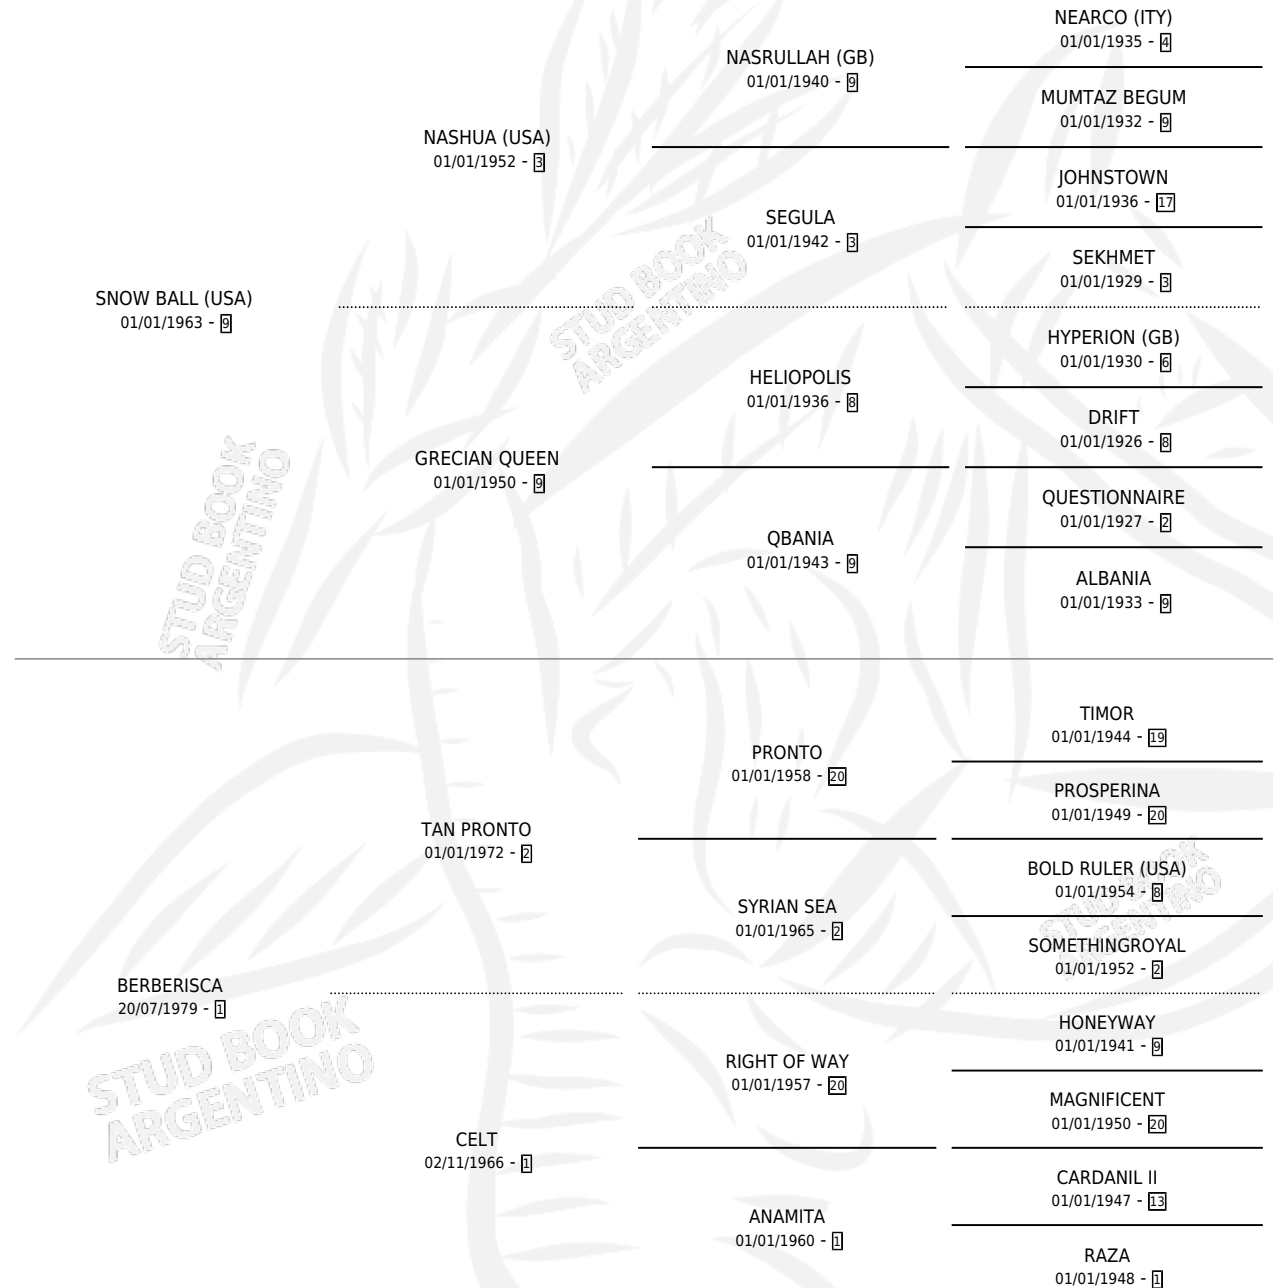 NEARCO (ITY)
01/01/1935 - 4
NASRULLAH (GB)
01/01/1940 - 9
MUMTAZ BEGUM
01/01/1932 - 9
NASHUA (USA)
01/01/1952 - 3
JOHNSTOWN
01/01/1936 - 17
SEGULA
01/01/1942 - 3
SEKHMET
01/01/1929 - 3
SNOW BALL (USA)
01/01/1963 - 9
HYPERION (GB)
01/01/1930 - 6
HELIOPOLIS
01/01/1936 - 8
DRIFT
01/01/1926 - 8
GRECIAN QUEEN
01/01/1950 - 9
QUESTIONNAIRE
01/01/1927 - 2
QBANIA
01/01/1943 - 9
ALBANIA
01/01/1933 - 9
TIMOR
01/01/1944 - 19
PRONTO
01/01/1958 - 20
PROSPERINA
01/01/1949 - 20
TAN PRONTO
01/01/1972 - 2
BOLD RULER (USA)
01/01/1954 - 8
SYRIAN SEA
01/01/1965 - 2
SOMETHINGROYAL
01/01/1952 - 2
BERBERISCA
20/07/1979 - 1
HONEYWAY
01/01/1941 - 9
RIGHT OF WAY
01/01/1957 - 20
MAGNIFICENT
01/01/1950 - 20
CELT
02/11/1966 - 1
CARDANIL II
01/01/1947 - 13
ANAMITA
01/01/1960 - 1
RAZA
01/01/1948 - 1
STUD BOOK
ARGENTINO
STUD BOOK
ARGENTINO
STUD BOOK
ARGENTINO
STUD BOOK
ARGENTINO